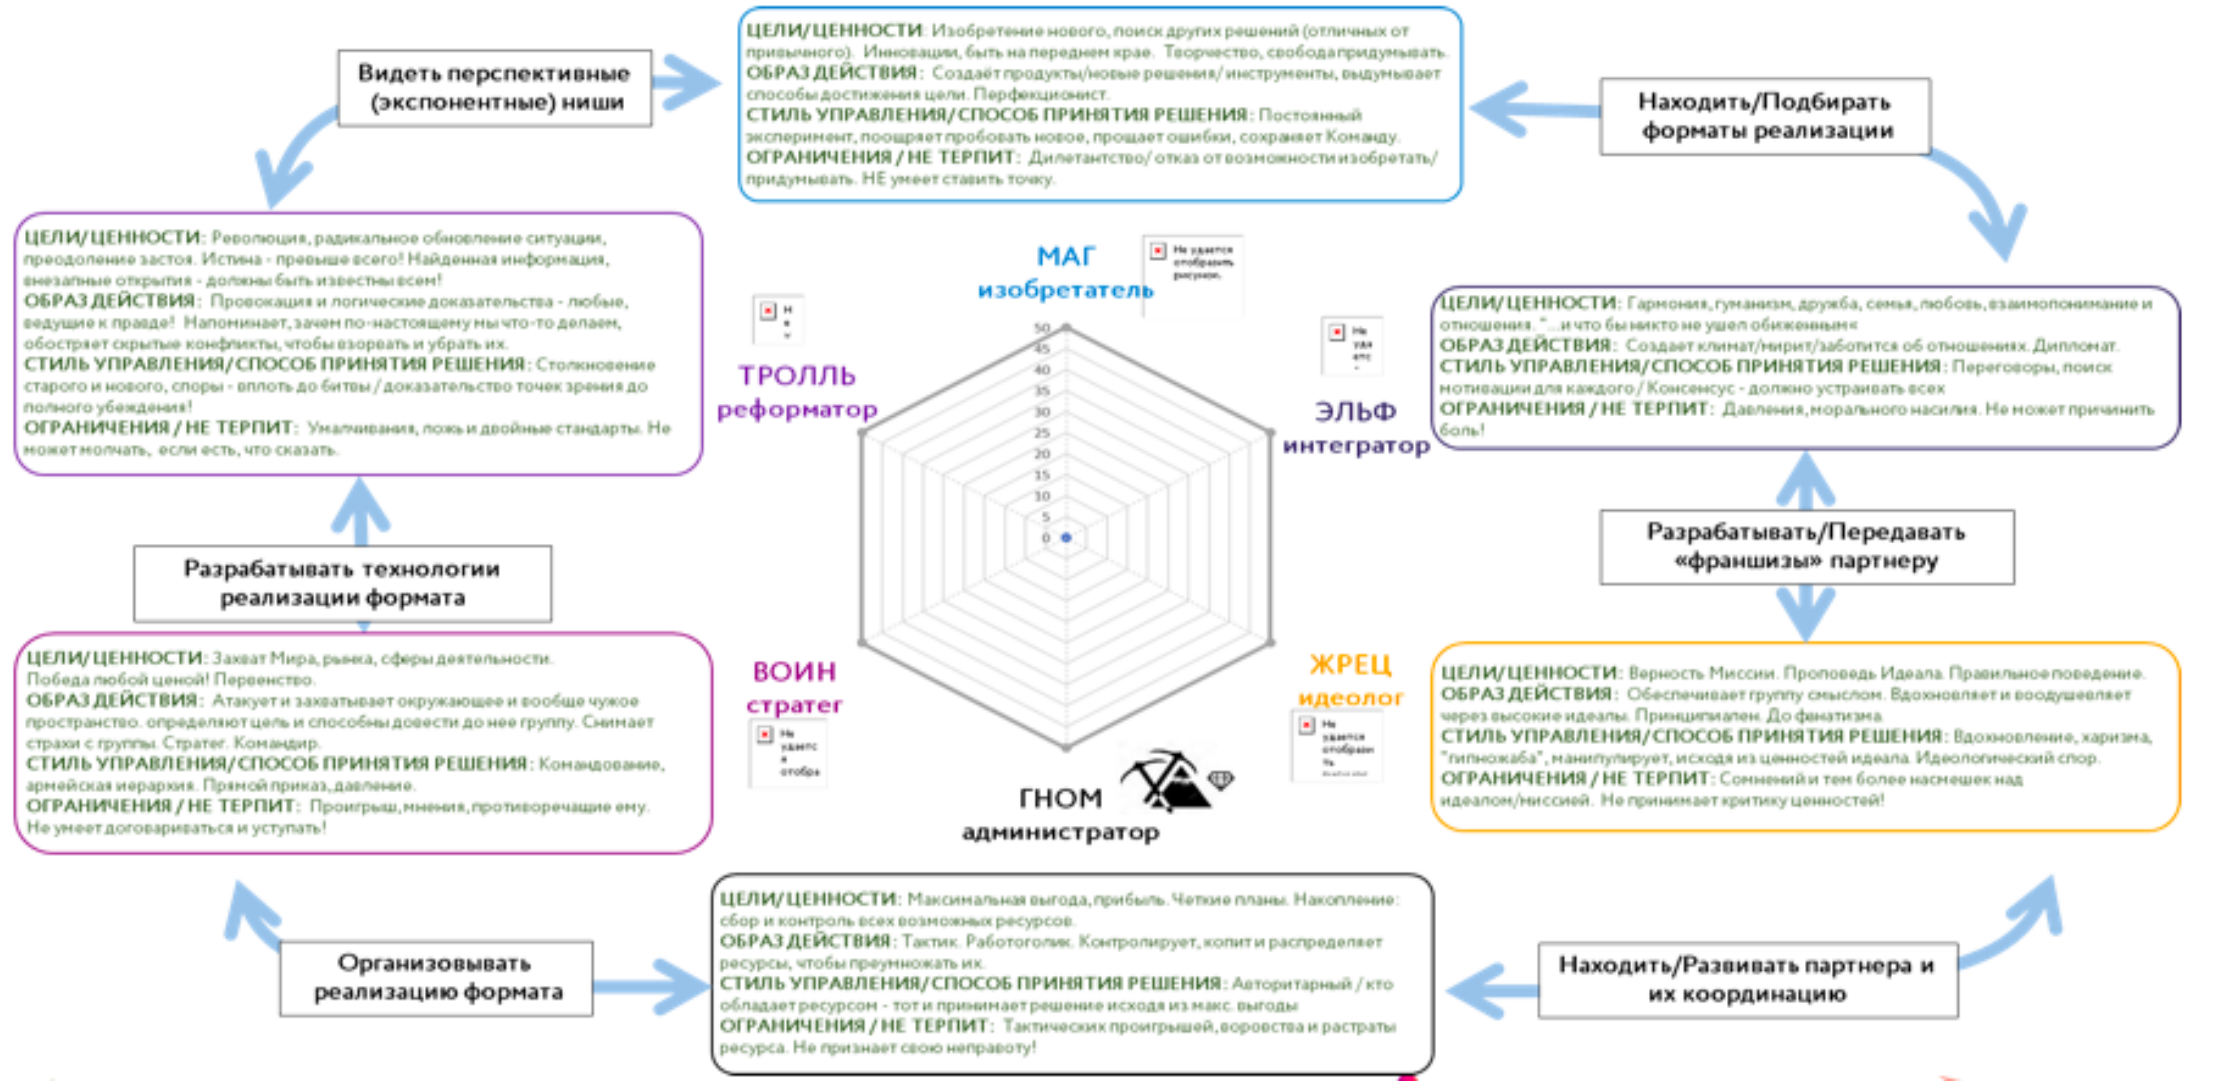 ЦЕЛИ/ЦЕННОСТИ: Изобретение нового, поиск других решений (отличных от
привычного). Инновации, быть на переднем крае. Творчество, свобода придумывать.
ОБРАЗ ДЕЙСТВИЯ: Создаёт продукты/новые решения/ инструменты, выдумывает
способы достижения цели. Перфекционист.
СТИЛЬ УПРАВЛЕНИЯ/СПОСОБ ПРИНЯТИЯ РЕШЕНИЯ: Постоянный
эксперимент, поощряет пробовать новое, прощает ошибки, сохраняет Команду.
ОГРАНИЧЕНИЯ / НЕ ТЕРПИТ: Дилетантство/ отказ от возможности изобретать/
придумывать. НЕ умеет ставить точку.
Видеть перспективные
(экспонентные) ниши
Находить/Подбирать
форматы реализации
ЦЕЛИ/ЦЕННОСТИ: Революция, радикальное обновление ситуации,
преодоление застоя. Истина - превыше всего! Найденная информация,
внезапные открытия - должны быть известны всем!
ОБРАЗ ДЕЙСТВИЯ: Провокация и логические доказательства - любые,
ведущие к правде! Напоминает, зачем по-настоящему мы что-то делаем,
обостряет скрытые конфликты, чтобы взорвать и убрать их.
СТИЛЬ УПРАВЛЕНИЯ/СПОСОБ ПРИНЯТИЯ РЕШЕНИЯ: Столкновение
старого и нового, споры - вплоть до битвы / доказательство точек зрения до
полного убеждения!
ОГРАНИЧЕНИЯ / НЕ ТЕРПИТ: Умалчивания, ложь и двойные стандарты. Не
может молчать, если есть, что сказать.
МАГ
изобретатель
Не удается
отобразить
рисунок.
ТРОЛЛЬ
реформатор
ЭЛЬФ
интегратор
ЦЕЛИ/ЦЕННОСТИ: Гармония, гуманизм, дружба, семья, любовь, взаимопонимание и
отношения. "...и что бы никто не ушел обиженным«
ОБРАЗ ДЕЙСТВИЯ: Создает климат/мирит/заботится об отношениях. Дипломат.
СТИЛЬ УПРАВЛЕНИЯ/СПОСОБ ПРИНЯТИЯ РЕШЕНИЯ: Переговоры, поиск
мотивации для каждого / Консенсус - должно устраивать всех
ОГРАНИЧЕНИЯ / НЕ ТЕРПИТ: Давления, морального насилия. Не может причинить
боль!
50
45
40
35
30
25
20
15
10
5
0
Разрабатывать технологии
реализации формата
Разрабатывать/Передавать
«франшизы» партнеру
ЦЕЛИ/ЦЕННОСТИ: Захват Мира, рынка, сферы деятельности.
Победа любой ценой! Первенство.
ОБРАЗ ДЕЙСТВИЯ: Атакует и захватывает окружающее и вообще чужое
пространство. определяют цель и способны довести до нее группу. Снимает
страхи с группы. Стратег. Командир.
СТИЛЬ УПРАВЛЕНИЯ/СПОСОБ ПРИНЯТИЯ РЕШЕНИЯ: Командование,
армейская иерархия. Прямой приказ, давление.
ОГРАНИЧЕНИЯ / НЕ ТЕРПИТ: Проигрыш, мнения, противоречащие ему.
Не умеет договариваться и уступать!
ВОИН
стратег
ЖРЕЦ
идеолог
ГНОМ
администратор
ЦЕЛИ/ЦЕННОСТИ: Верность Миссии. Проповедь Идеала. Правильное поведение.
ОБРАЗ ДЕЙСТВИЯ: Обеспечивает группу смыслом. Вдохновляет и воодушевляет
через высокие идеалы. Принципиален. До фанатизма.
СТИЛЬ УПРАВЛЕНИЯ/СПОСОБ ПРИНЯТИЯ РЕШЕНИЯ: Вдохновление, харизма,
"гипножаба", манипулирует, исходя из ценностей идеала. Идеологический спор.
ОГРАНИЧЕНИЯ / НЕ ТЕРПИТ: Сомнений и тем более насмешек над
идеалом/миссией. Не принимает критику ценностей!
ЦЕЛИ/ЦЕННОСТИ: Максимальная выгода, прибыль. Четкие планы. Накопление:
сбор и контроль всех возможных ресурсов.
ОБРАЗ ДЕЙСТВИЯ: Тактик. Работоголик. Контролирует, копит и распределяет
ресурсы, чтобы преумножать их.
СТИЛЬ УПРАВЛЕНИЯ/СПОСОБ ПРИНЯТИЯ РЕШЕНИЯ: Авторитарный / кто
обладает ресурсом - тот и принимает решение исходя из макс. выгоды
ОГРАНИЧЕНИЯ / НЕ ТЕРПИТ: Тактических проигрышей, воровства и растраты
ресурса. Не признает свою неправоту!
Организовывать
реализацию формата
Находить/Развивать партнера и
их координацию